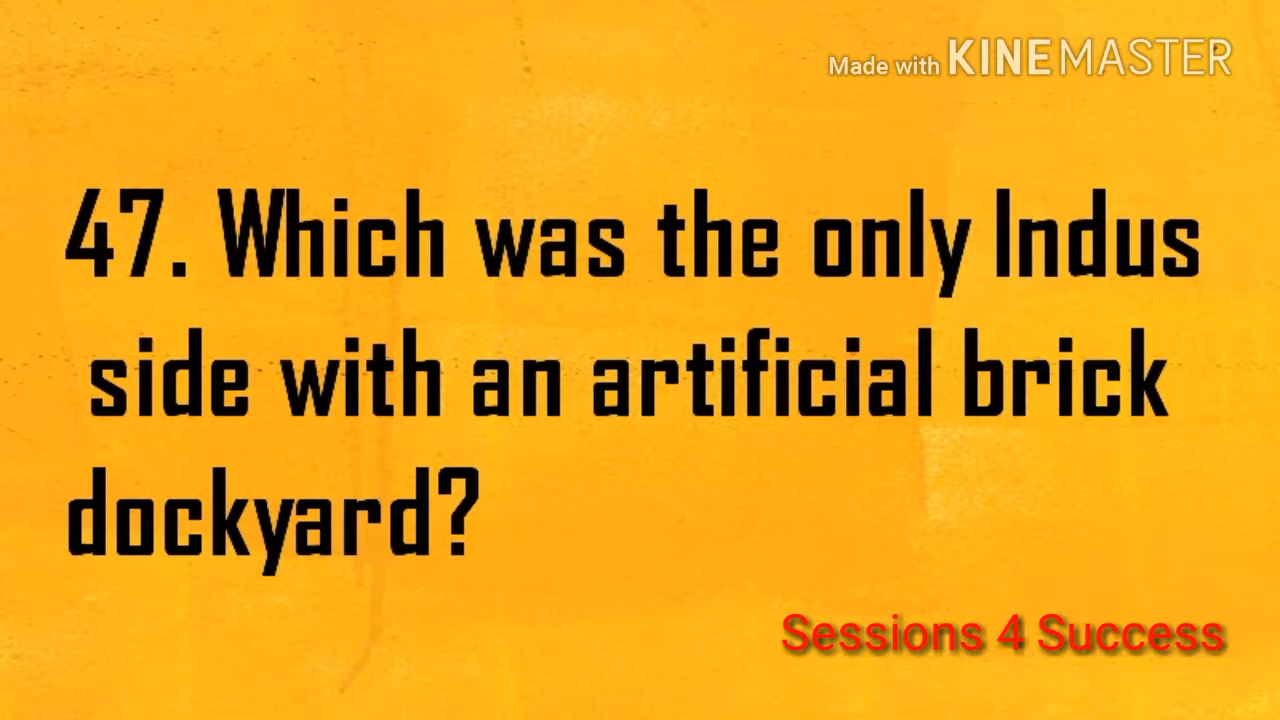 Made with KINEMASTER
47. Which was the only Indus
side with an artificial brick
dockyard?
Sessions 4 Success